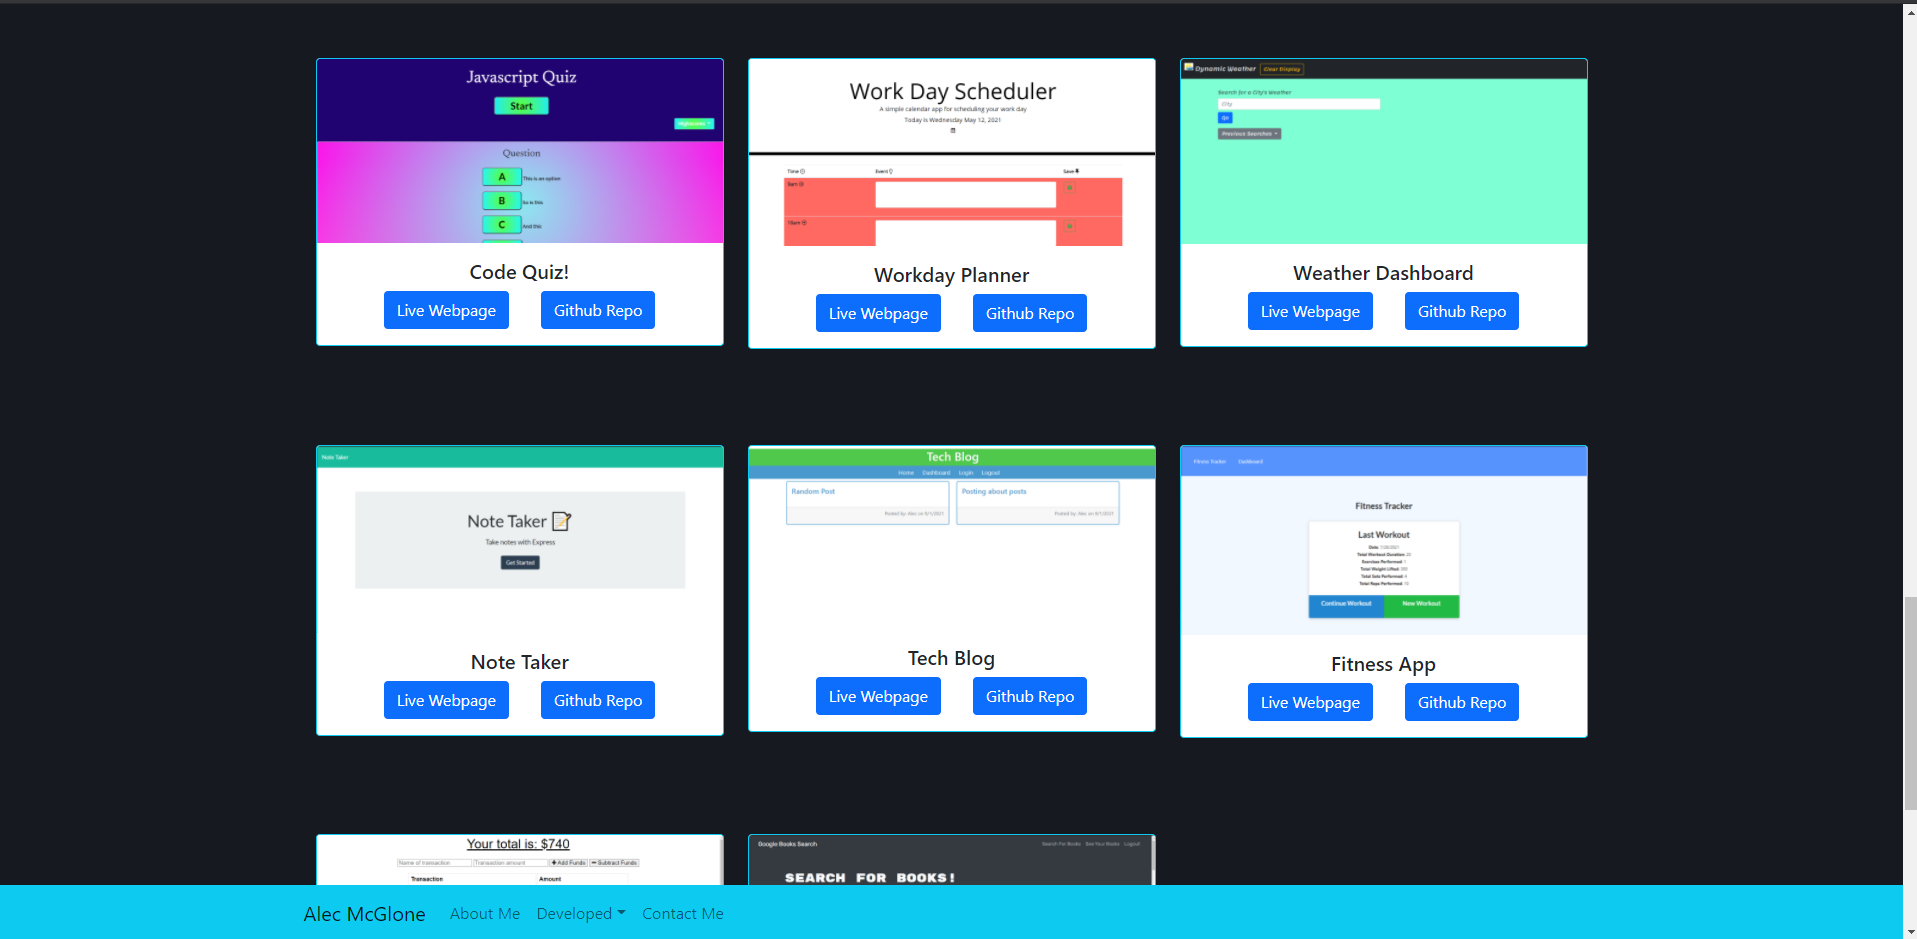 Javascript Quiz
Start
Highscores
Question
A This is an option
B So is this
C And this
Code Quiz!
Live Webpage Github Repo
Work Day Scheduler
A simple calendar app for scheduling your work day
Today is Wednesday May 12, 2021
Time Event Save
9am
10am
Workday Planner
Live Webpage Github Repo
Dynamic Weather Clear Display
Search for a City's Weather
City
Go
Previous Searches
Weather Dashboard
Live Webpage Github Repo
Note Taker
Note Taker
Take notes with Express
Get Started
Note Taker
Live Webpage Github Repo
Tech Blog
Home Dashboard Login Logout
Random Post
Posted by: Alec on 6/1/2021
Posting about posts
Posted by: Alec on 6/1/2021
Tech Blog
Live Webpage Github Repo
Fitness Tracker Dashboard
Fitness Tracker
Last Workout
Date:
Total Workout Duration: 20
Exercises Performed: 1
Total Weight Lifted: 200
Total Sets Performed: 4
Total Reps Performed: 10
Continue Workout New Workout
Fitness App
Live Webpage Github Repo
Your total is: $740
Name of transaction Transaction amount Add Funds Subtract Funds
Transaction Amount
Google Books Search Search For Books See Your Books Logout
SEARCH FOR BOOKS!
Alec McGlone About Me Developed Contact Me